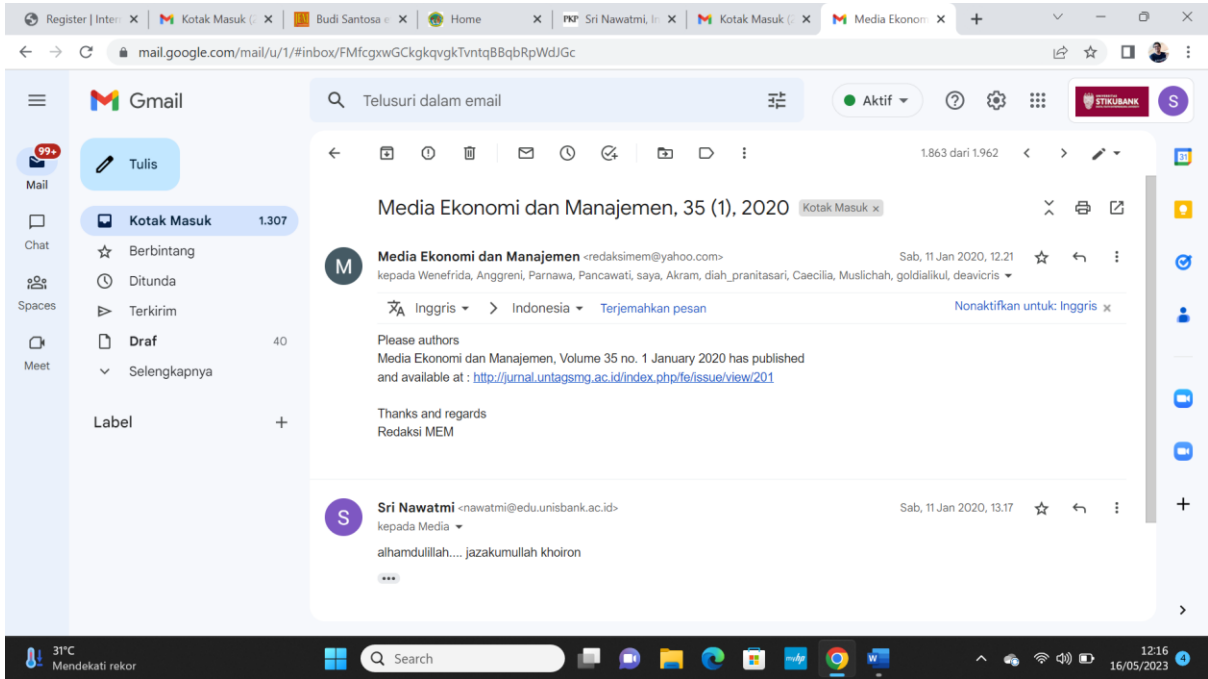 Register | Inter
Kotak Masuk (
Budi Santosa e
Home
PKP Sri Nawatmi, Ir
Kotak Masuk (
Media Ekonom
mail.google.com/mail/u/1/#inbox/FMfcgxwGCkgkqvgkTvntqBBqbRpWdJGc
Gmail
Telusuri dalam email
Aktif
STIKUBANK
S
99+
Mail
Tulis
1.863 dari 1.962
31
Chat
Kotak Masuk 1.307
Berbintang
Spaces
Ditunda
Terkirim
Meet
Draf 40
Selengkapnya
Label
Media Ekonomi dan Manajemen, 35 (1), 2020 Kotak Masuk x
M
Media Ekonomi dan Manajemen <redaksimem@yahoo.com> Sab, 11 Jan 2020, 12.21
kepada Wenefrida, Anggreni, Parnawa, Pancawati, saya, Akram, diah_pranitasari, Caecilia, Muslichah, goldialikul, deavicris
Inggris > Indonesia Terjemahkan pesan Nonaktifkan untuk: Inggris x
Please authors
Media Ekonomi dan Manajemen, Volume 35 no. 1 January 2020 has published
and available at : http://jurnal.untagsmg.ac.id/index.php/fe/issue/view/201
Thanks and regards
Redaksi MEM
S
Sri Nawatmi <nawatmi@edu.unisbank.ac.id> Sab, 11 Jan 2020, 13.17
kepada Media
alhamdulillah.... jazakumullah khoiron
31°C
Mendekati rekor
Search
12:16
16/05/2023
4